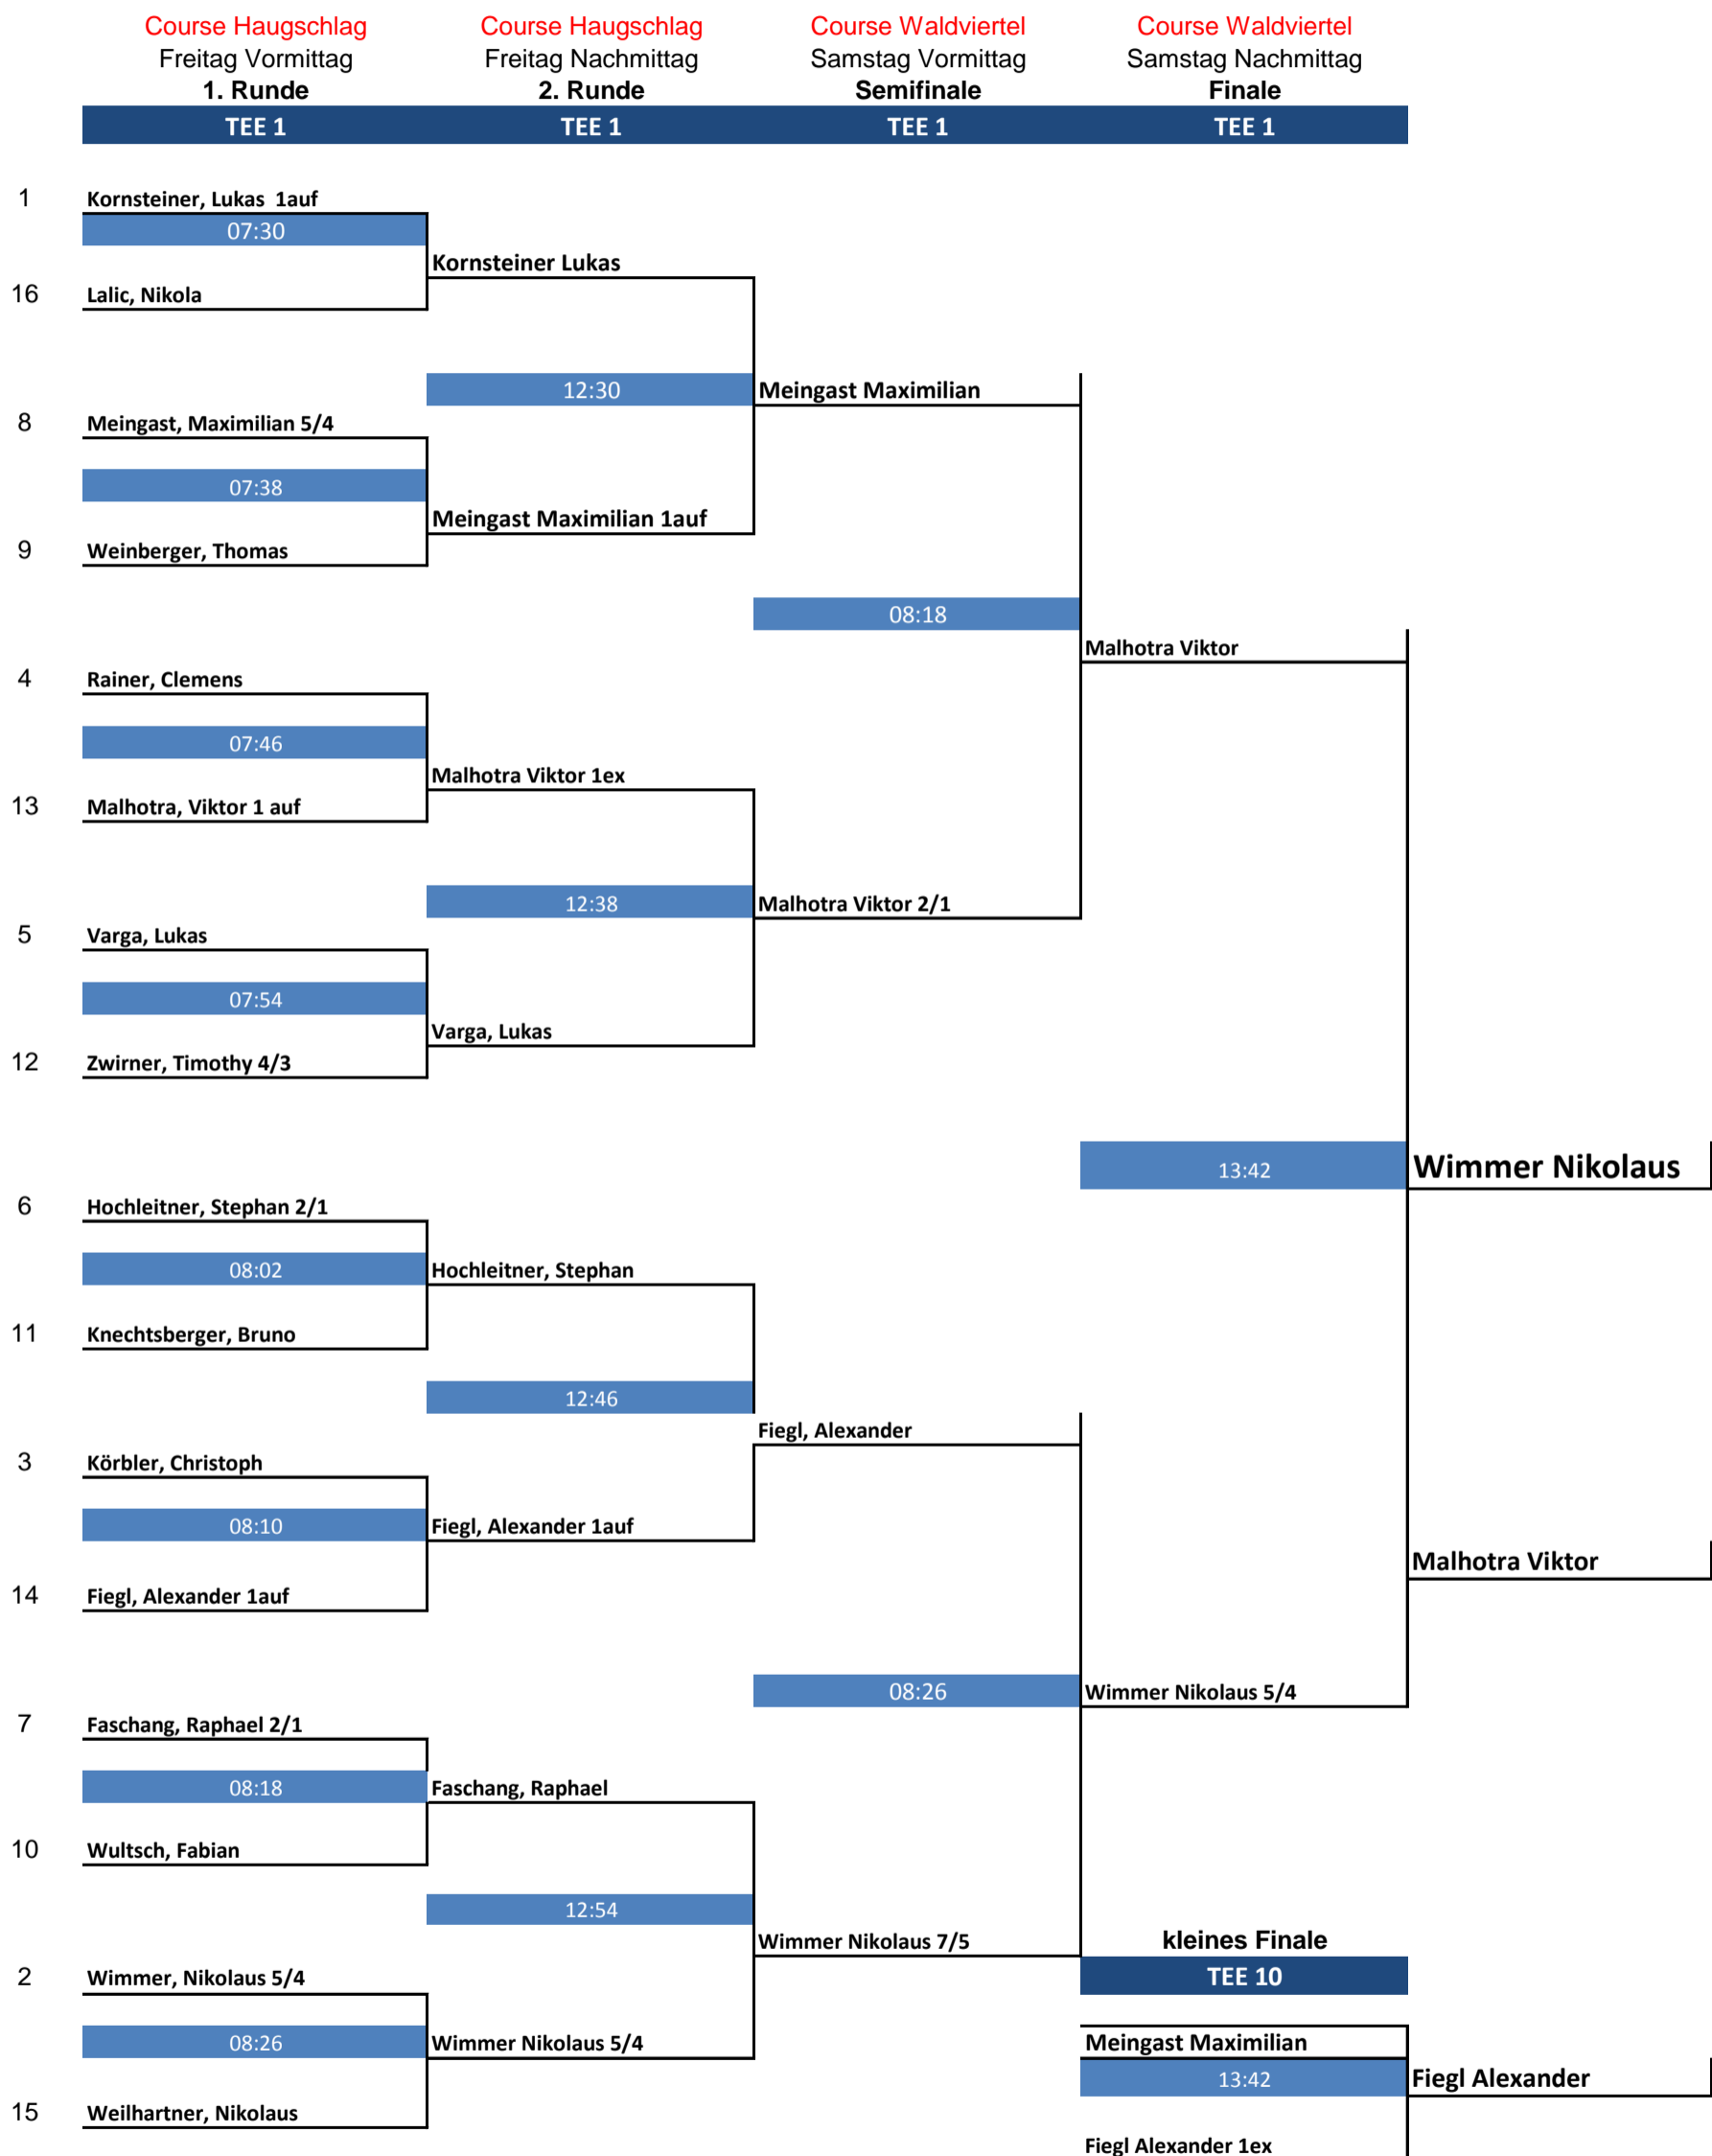 Course Haugschlag Course Haugschlag Course Waldviertel Course Waldviertel
Freitag Vormittag Freitag Nachmittag Samstag Vormittag Samstag Nachmittag
1. Runde 2. Runde Semifinale Finale
TEE 1 TEE 1 TEE 1 TEE 1
1 Kornsteiner, Lukas 1auf
07:30
Kornsteiner Lukas
16 Lalic, Nikola
12:30 Meingast Maximilian
8 Meingast, Maximilian 5/4
07:38
Meingast Maximilian 1auf
9 Weinberger, Thomas
08:18
Malhotra Viktor
4 Rainer, Clemens
07:46
Malhotra Viktor 1ex
13 Malhotra, Viktor 1 auf
12:38 Malhotra Viktor 2/1
5 Varga, Lukas
07:54
Varga, Lukas
12 Zwirner, Timothy 4/3
13:42 Wimmer Nikolaus
6 Hochleitner, Stephan 2/1
08:02 Hochleitner, Stephan
11 Knechtsberger, Bruno
12:46
Fiegl, Alexander
3 Körbler, Christoph
08:10 Fiegl, Alexander 1auf
Malhotra Viktor
14 Fiegl, Alexander 1auf
08:26 Wimmer Nikolaus 5/4
7 Faschang, Raphael 2/1
08:18 Faschang, Raphael
10 Wultsch, Fabian
12:54
Wimmer Nikolaus 7/5 kleines Finale
2 Wimmer, Nikolaus 5/4 TEE 10
08:26 Wimmer Nikolaus 5/4 Meingast Maximilian
13:42 Fiegl Alexander
15 Weilhartner, Nikolaus
Fiegl Alexander 1ex